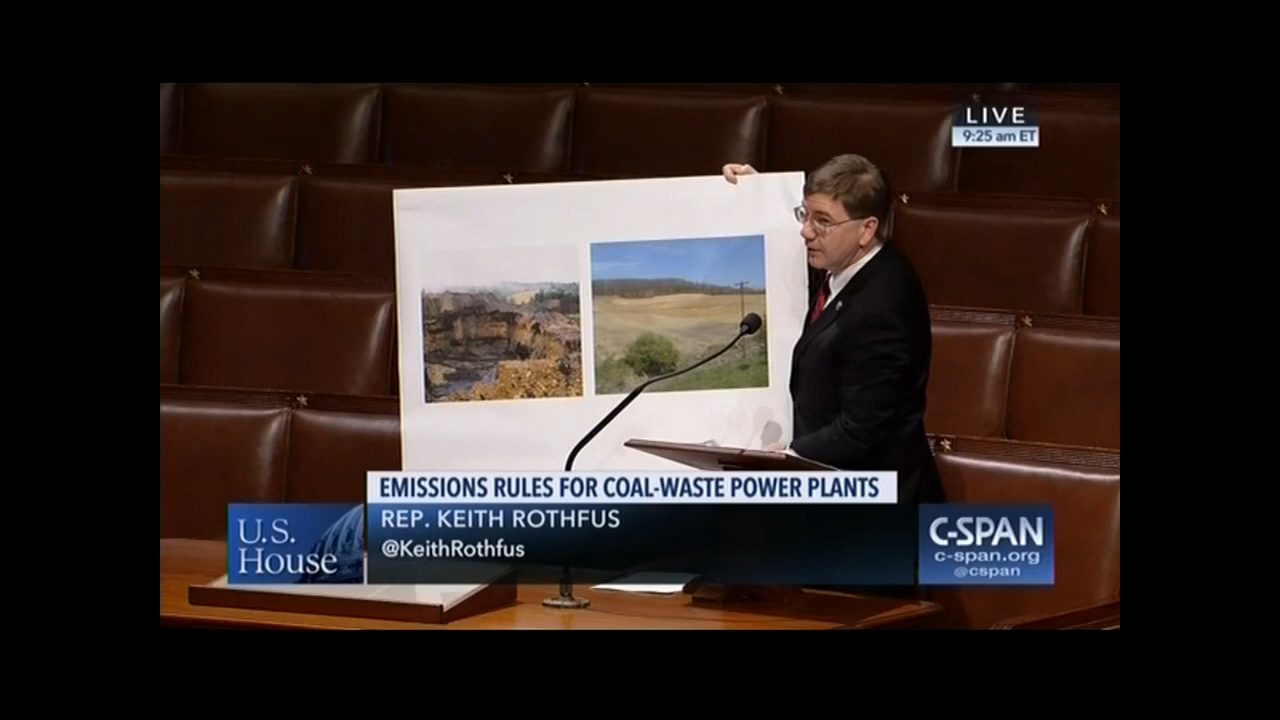 LIVE
9:25 am ET
EMISSIONS RULES FOR COAL-WASTE POWER PLANTS
REP. KEITH ROTHFUS
@KeithRothfus
U.S.
House
C-SPAN
c-span.org
@cspan